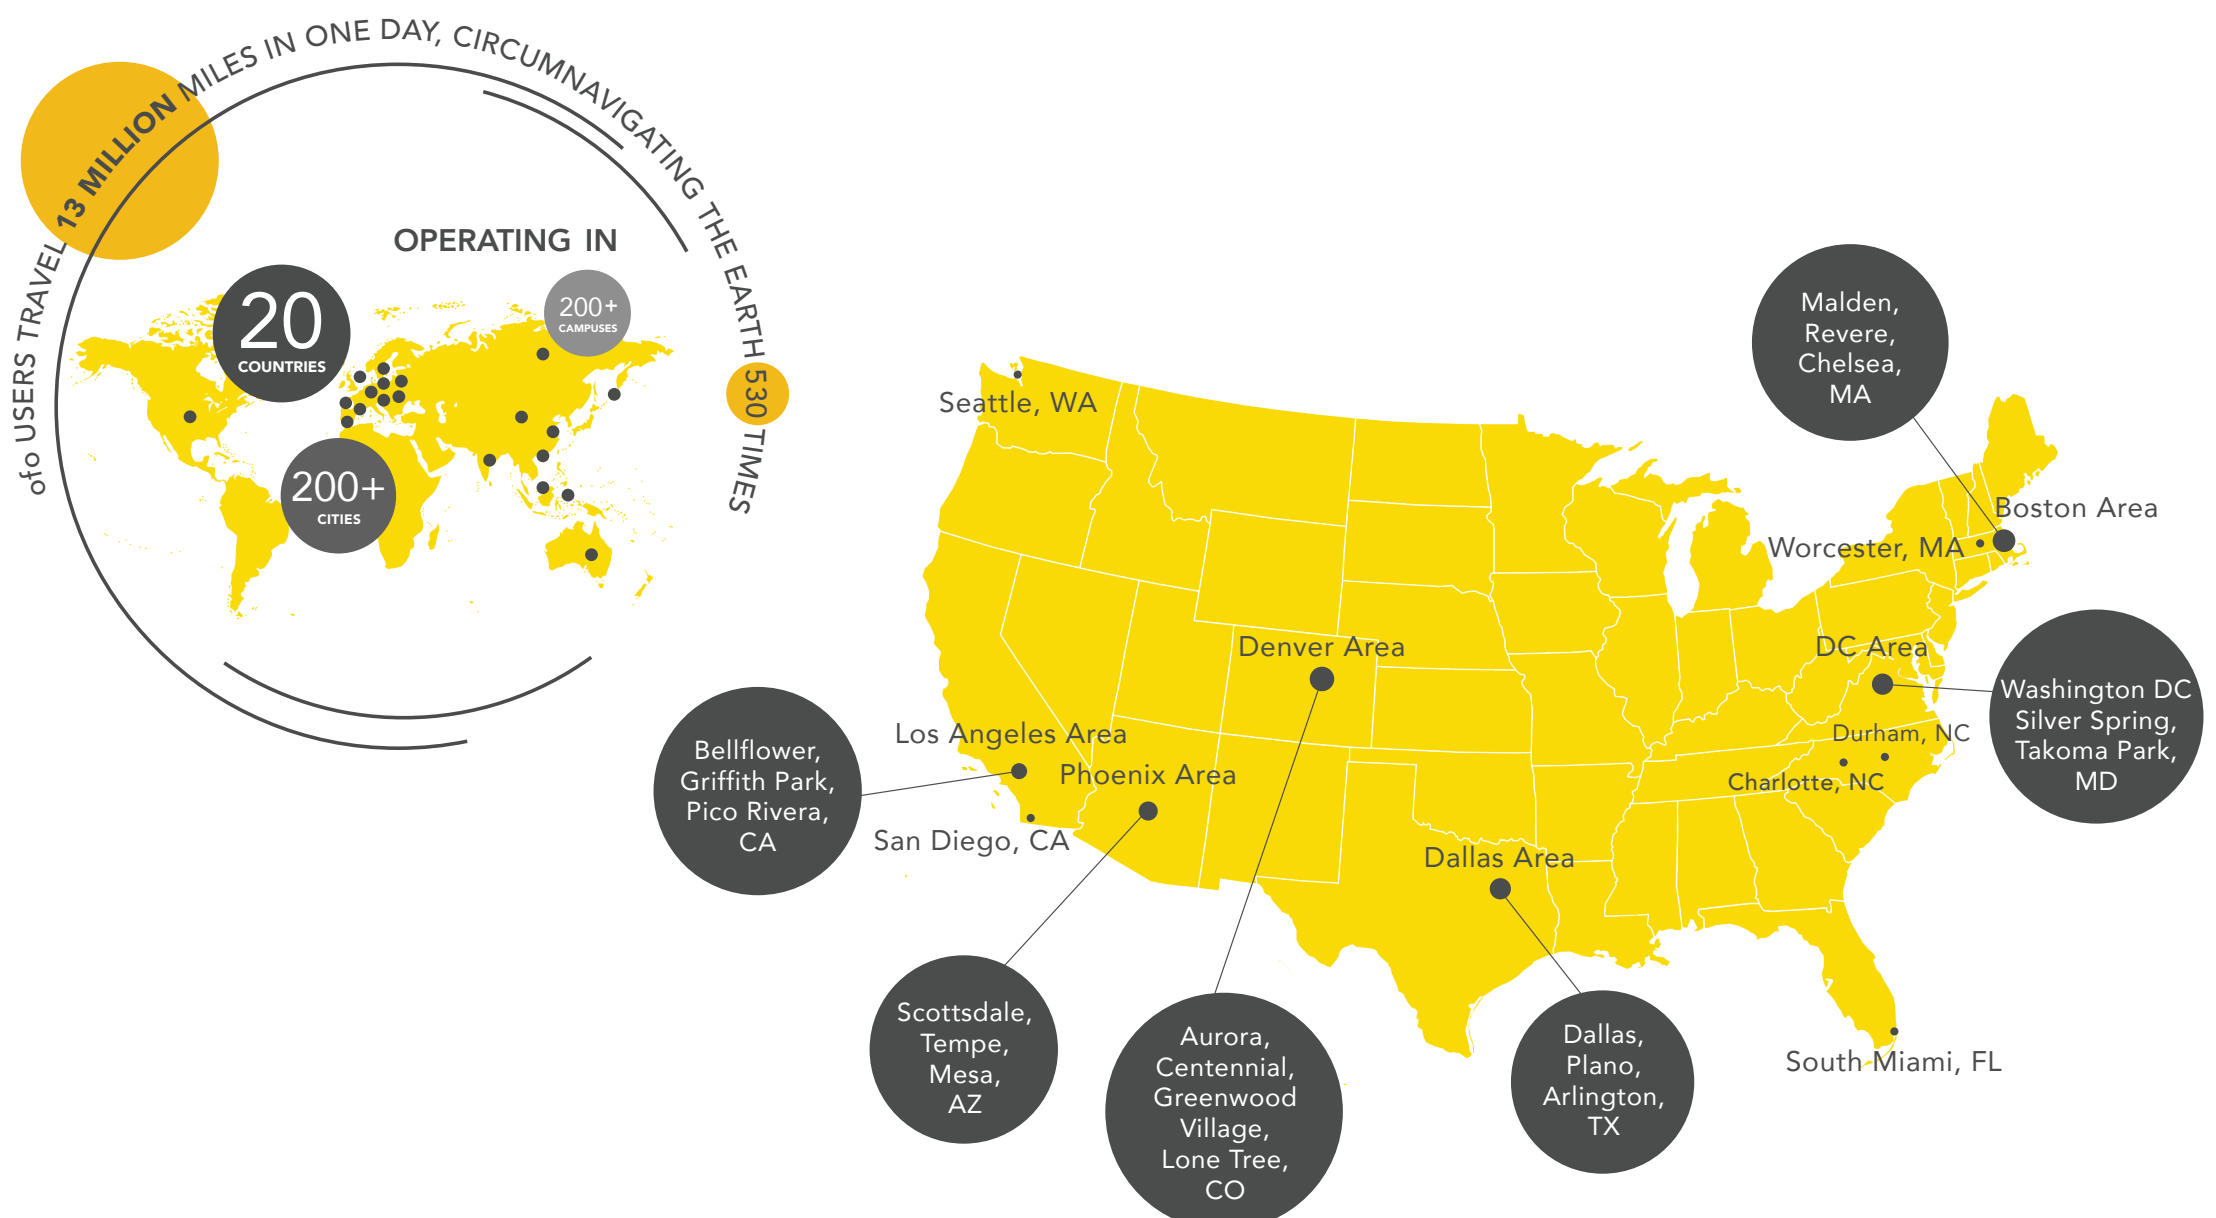 ofo USERS TRAVEL 13 MILLION MILES IN ONE DAY, CIRCUMNAVIGATING THE EARTH 530 TIMES
OPERATING IN
20
COUNTRIES
200+
CAMPUSES
200+
CITIES
Seattle, WA
Malden,
Revere,
Chelsea,
MA
Boston Area
Worcester, MA
Denver Area
DC Area
Washington DC
Silver Spring,
Takoma Park,
MD
Los Angeles Area
Bellflower,
Griffith Park,
Pico Rivera,
CA
Phoenix Area
Durham, NC
Charlotte, NC
San Diego, CA
Dallas Area
Scottsdale,
Tempe,
Mesa,
AZ
Aurora,
Centennial,
Greenwood
Village,
Lone Tree,
CO
Dallas,
Plano,
Arlington,
TX
South Miami, FL